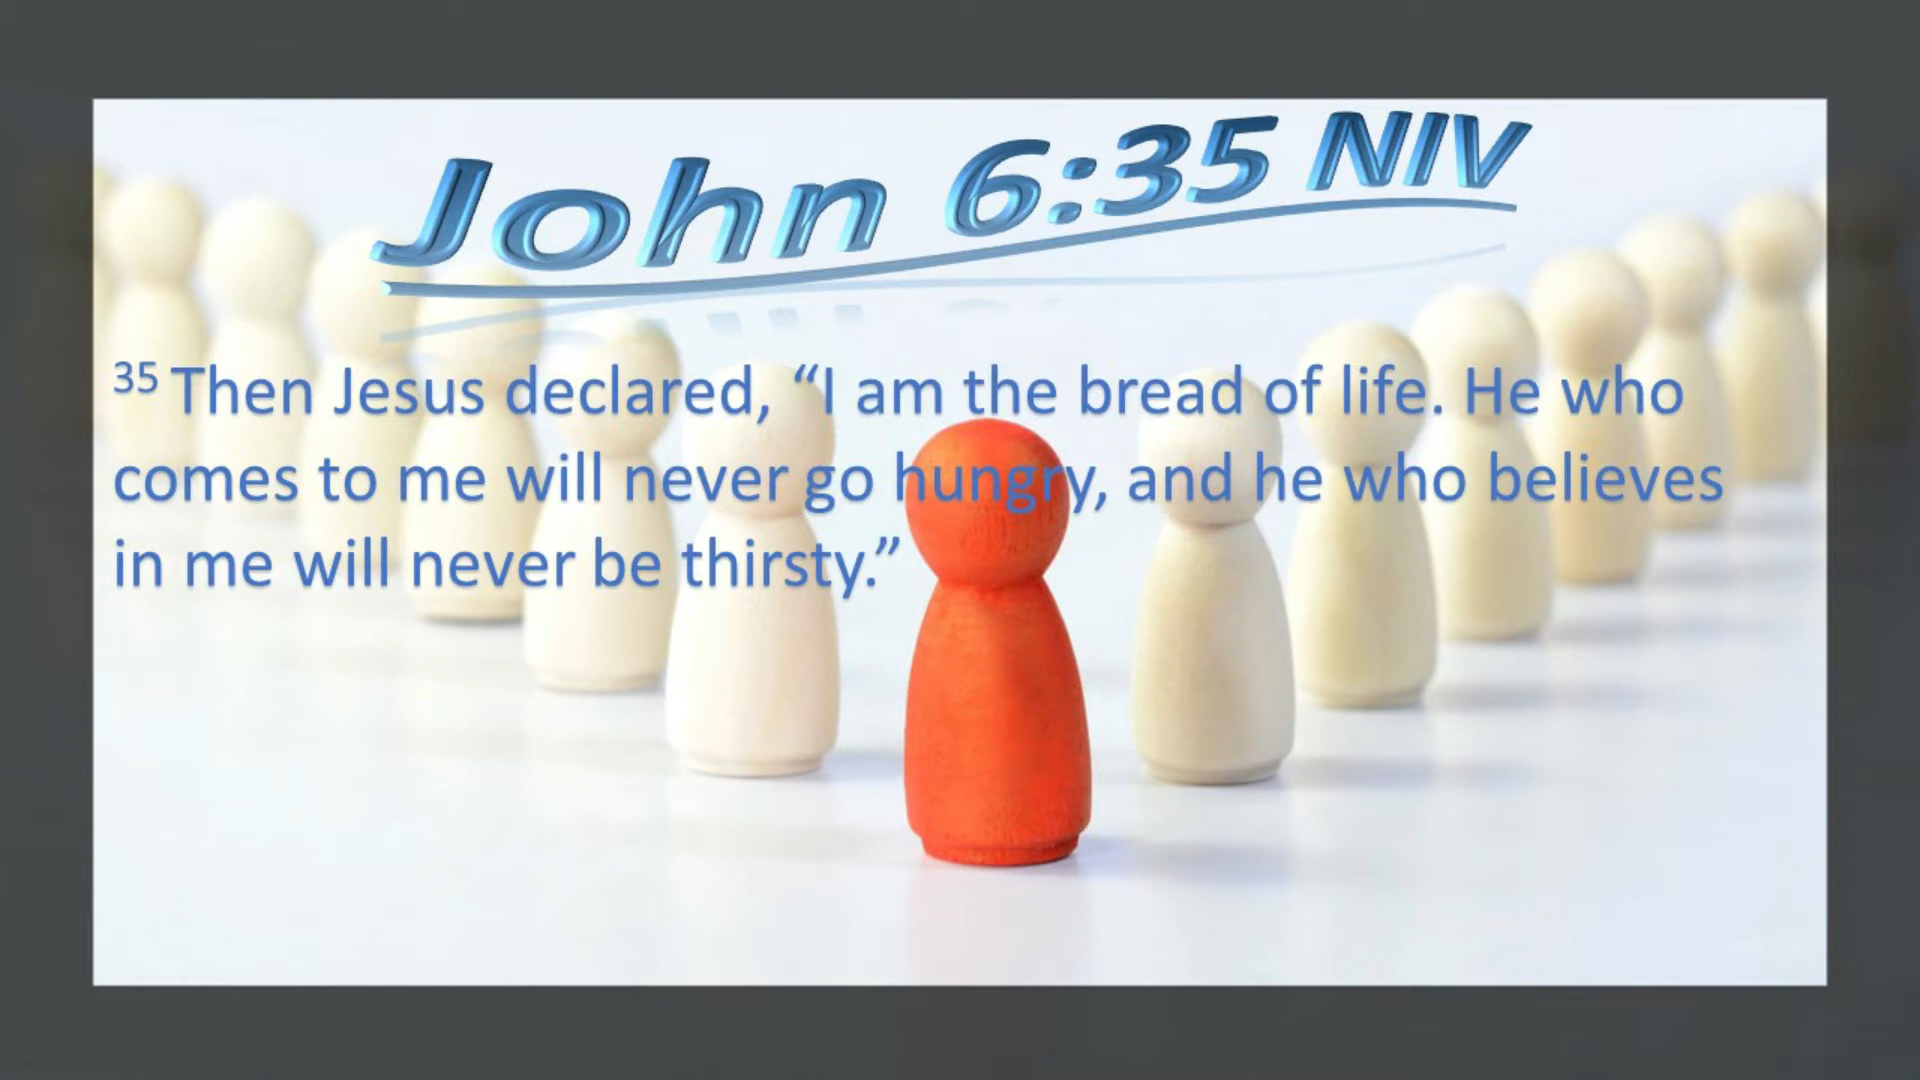 John 6:35 NIV
35 Then Jesus declared, “I am the bread of life. He who
comes to me will never go hungry, and he who believes
in me will never be thirsty.”